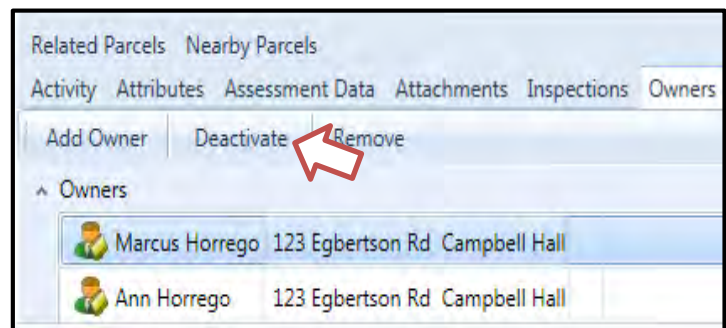 Related Parcels Nearby Parcels
Activity Attributes Assessment Data Attachments Inspections Owners
Add Owner Deactivate Remove
Owners
Marcus Horrego 123 Egbertson Rd Campbell Hall
Ann Horrego 123 Egbertson Rd Campbell Hall